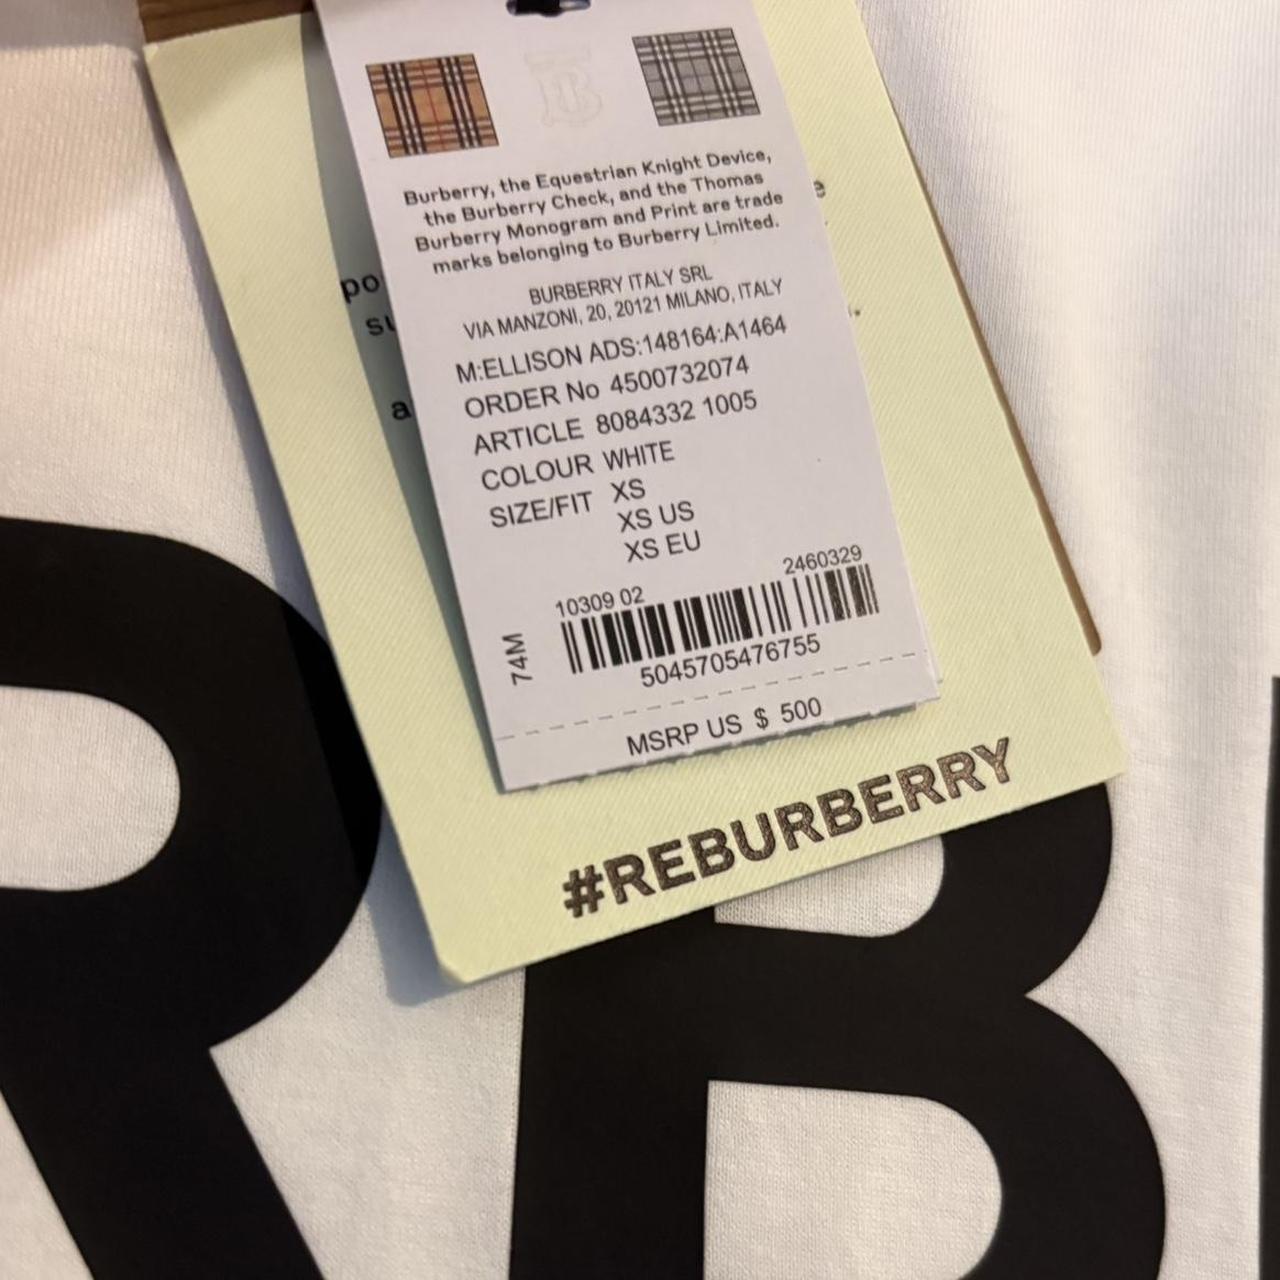 Burberry, the Equestrian Knight Device,
the Burberry Check, and the Thomas
Burberry Monogram and Print are trade
marks belonging to Burberry Limited.
BURBERRY ITALY SRL
VIA MANZONI, 20, 20121 MILANO, ITALY
M:ELLISON ADS:148164:A1464
ORDER No 4500732074
ARTICLE 8084332 1005
COLOUR WHITE
SIZE/FIT XS
XS US
XS EU
10309 02 2460329
74M
5045705476755
MSRP US $ 500
#REBURBERRY
RB